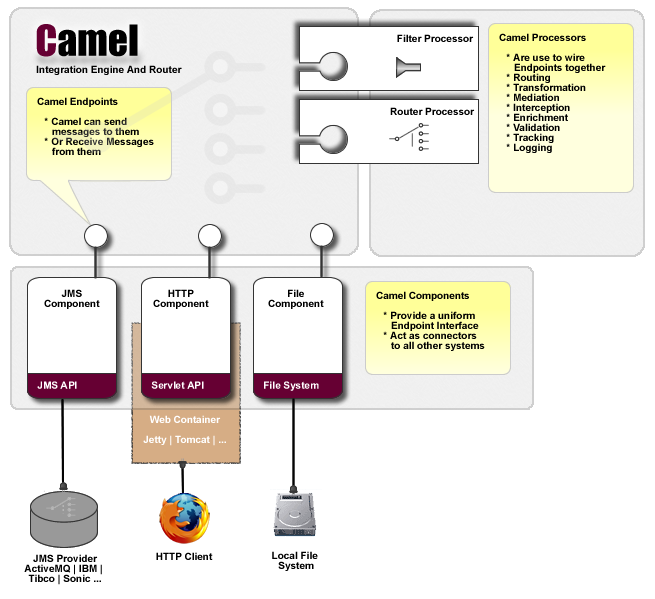 Camel
Integration Engine And Router
Camel Endpoints
* Camel can send
messages to them
* Or Receive Messages
from them
Filter Processor
Router Processor
Camel Processors
* Are use to wire
Endpoints together
* Routing
* Transformation
* Mediation
* Interception
* Enrichment
* Validation
* Tracking
* Logging
JMS
Component
JMS API
HTTP
Component
Servlet API
File
Component
File System
Camel Components
* Provide a uniform
Endpoint Interface
* Act as connectors
to all other systems
Web Container
Jetty | Tomcat | ...
JMS Provider
ActiveMQ | IBM |
Tibco | Sonic ...
HTTP Client
Local File
System